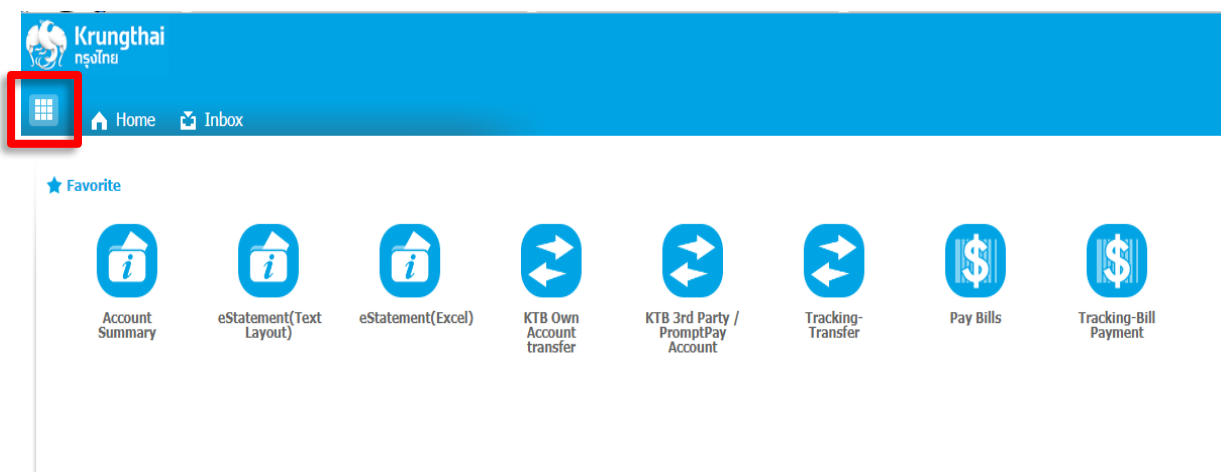 Krungthai
กรุงไทย
Home Inbox
Favorite
Account
Summary
eStatement(Text
Layout)
eStatement(Excel)
KTB Own
Account
transfer
KTB 3rd Party /
PromptPay
Account
Tracking-
Transfer
Pay Bills
Tracking-Bill
Payment